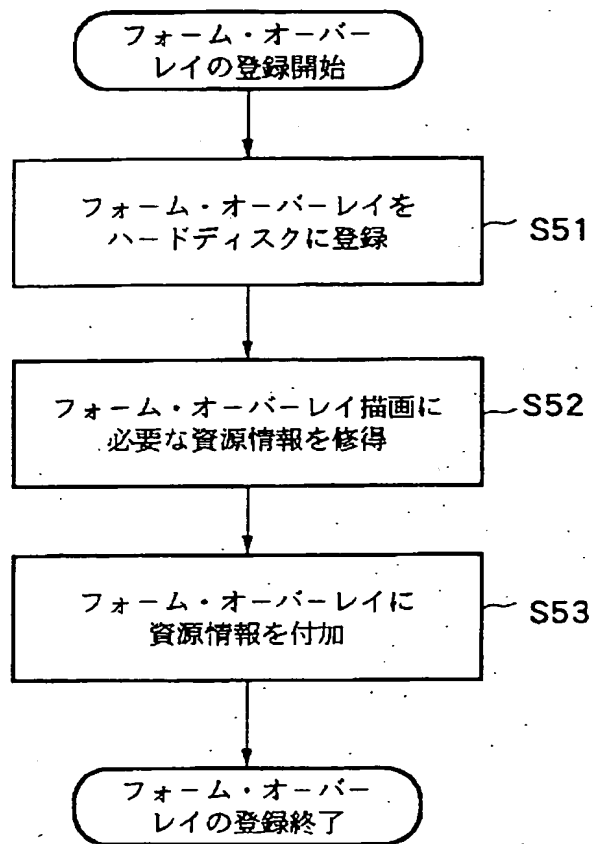 フォーム・オーバー
レイの登録開始
フォーム・オーバーレイを
ハードディスクに登録
S51
フォーム・オーバーレイ描画に
必要な資源情報を修得
S52
フォーム・オーバーレイに
資源情報を付加
S53
フォーム・オーバー
レイの登録終了